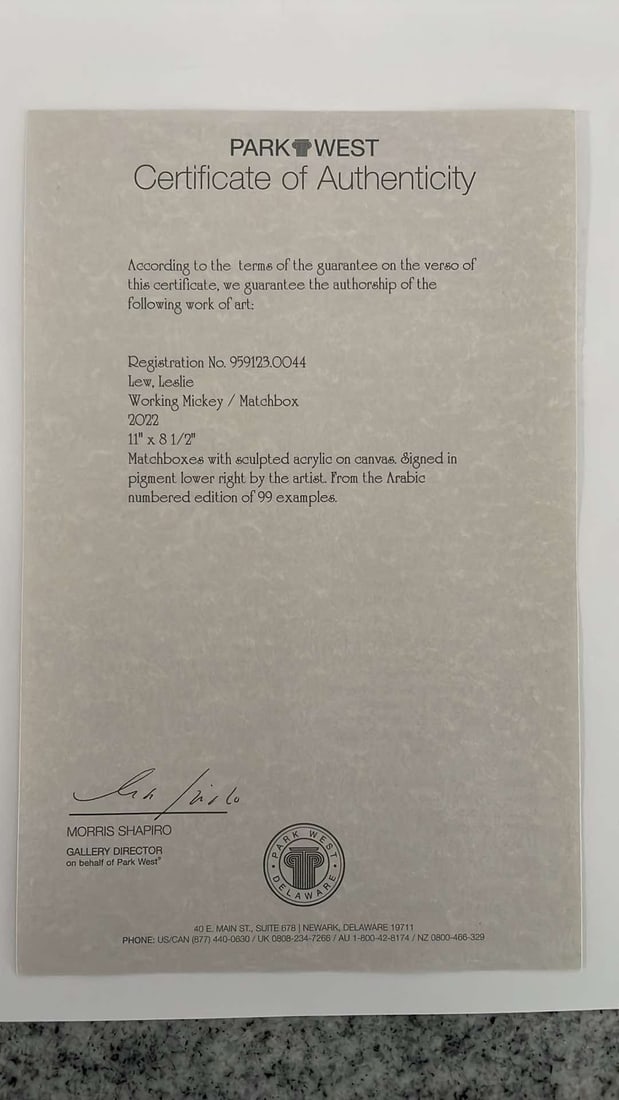 PARK WEST
Certificate of Authenticity
According to the terms of the guarantee on the verso of
this certificate, we guarantee the authorship of the
following work of art:
Registration No. 959123.0044
Lew, Leslie
Working Mickey / Matchbox
2022
11" x 8 1/2"
Matchboxes with sculpted acrylic on canvas. Signed in
pigment lower right by the artist. From the Arabic
numbered edition of 99 examples.
MORRIS SHAPIRO
GALLERY DIRECTOR
on behalf of Park West®
PARK WEST
DELAWARE
40 E. MAIN ST., SUITE 678 | NEWARK, DELAWARE 19711
PHONE: US/CAN (877) 440-0630 / UK 0808-234-7266 / AU 1-800-42-8174 / NZ 0800-466-329